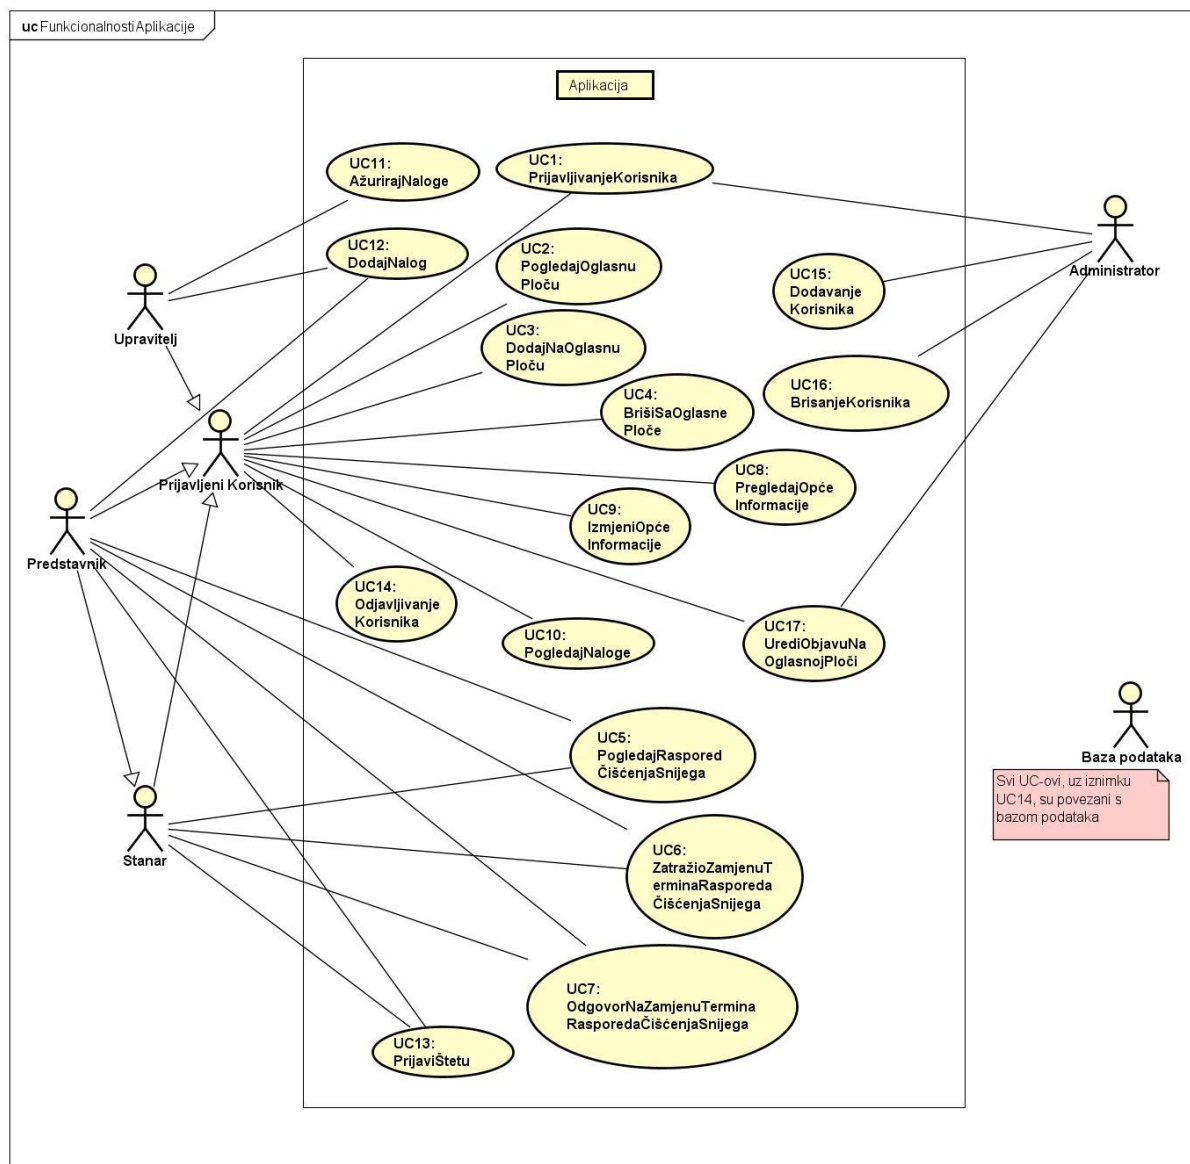 uc FunkcionalnostiAplikacije
Aplikacija
UC11:
AžurirajNaloge
UC1:
PrijavljivanjeKorisnika
UC12:
DodajNalog
UC2:
PogledajOglasnu
Ploču
UC15:
Dodavanje
Korisnika
Administrator
Upravitelj
UC3:
DodajNaOglasnu
Ploču
UC4:
BrišiSaOglasne
Ploče
UC16:
BrisanjeKorisnika
Prijavljeni Korisnik
UC8:
PregledajOpće
Informacije
UC9:
IzmjeniOpće
Informacije
Predstavnik
UC14:
Odjavljivanje
Korisnika
UC10:
PogledajNaloge
UC17:
UrediObjavuNa
OglasnojPloči
UC5:
PogledajRaspored
ČišćenjaSnijega
Baza podataka
Svi UC-ovi, uz iznimku
UC14, su povezani s
bazom podataka
Stanar
UC6:
ZatražioZamjenuT
erminaRasporeda
ČišćenjaSnijega
UC7:
OdgovorNaZamjenuTermina
RasporedaČišćenjaSnijega
UC13:
PrijaviŠtetu